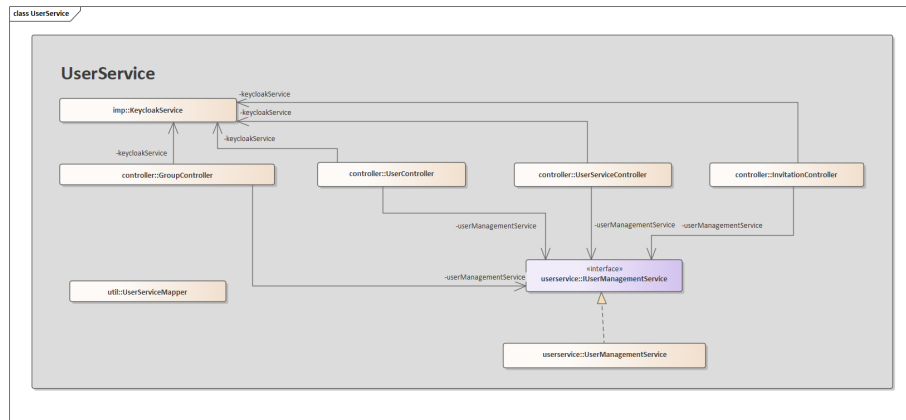 class UserService
UserService
-keycloakService
imp::KeycloakService
-keycloakService
-keycloakService
-keycloakService
controller::GroupController
controller::UserController
controller::UserServiceController
controller::InvitationController
-userManagementService
-userManagementService
-userManagementService
«interface»
-userManagementService
userservice::IUserManagementService
util::UserServiceMapper
userservice::UserManagementService